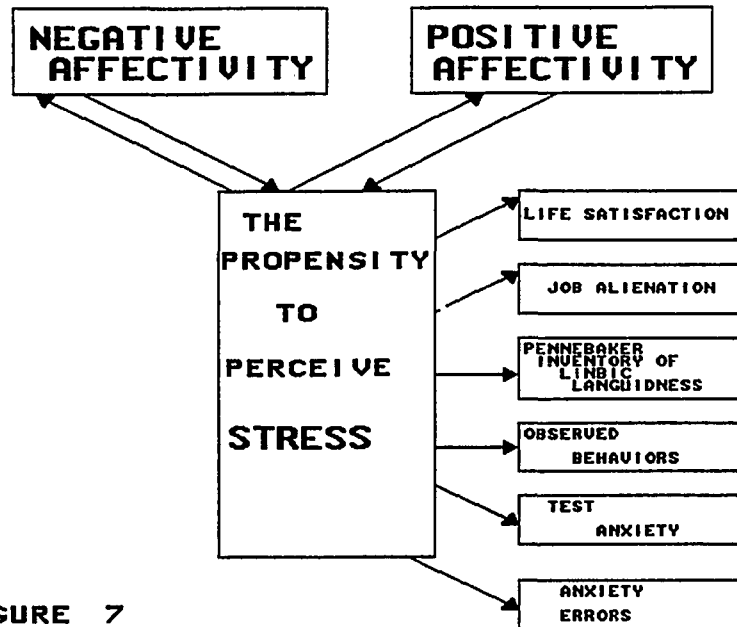 NEGATIVE
AFFECTIVITY
POSITIVE
AFFECTIVITY
THE
PROPENSITY
TO
PERCEIVE
STRESS
LIFE SATISFACTION
JOB ALIENATION
PENNEBAKER
INVENTORY OF
LINBIC
LANGUIDNESS
OBSERVED
BEHAVIORS
TEST
ANXIETY
ANXIETY
ERRORS
GURE 7